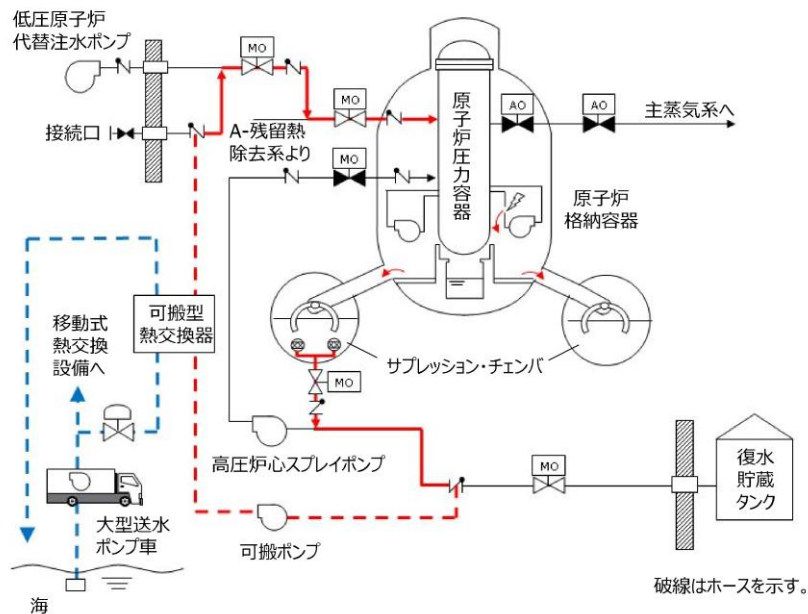 低圧原子炉
代替注水ポンプ
MO
MO
AO
AO
主蒸気系へ
接続口
A-残留熱
除去系より
MO
原子炉圧力容器
原子炉
格納容器
可搬型
熱交換器
移動式
熱交換
設備へ
サプレッション・チェンバ
MO
高圧炉心スプレイポンプ
MO
復水
貯蔵
タンク
大型送水
ポンプ車
可搬ポンプ
海
破線はホースを示す。